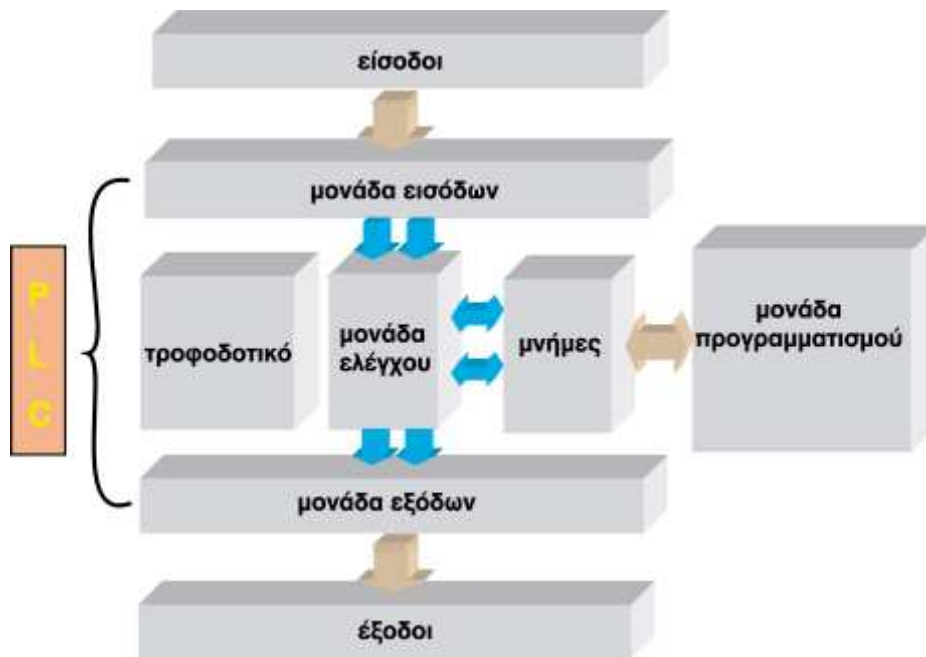 είσοδοι
μονάδα εισόδων
P
L
C
τροφοδοτικό
μονάδα
ελέγχου
μνήμες
μονάδα
προγραμματισμού
μονάδα εξόδων
έξοδοι